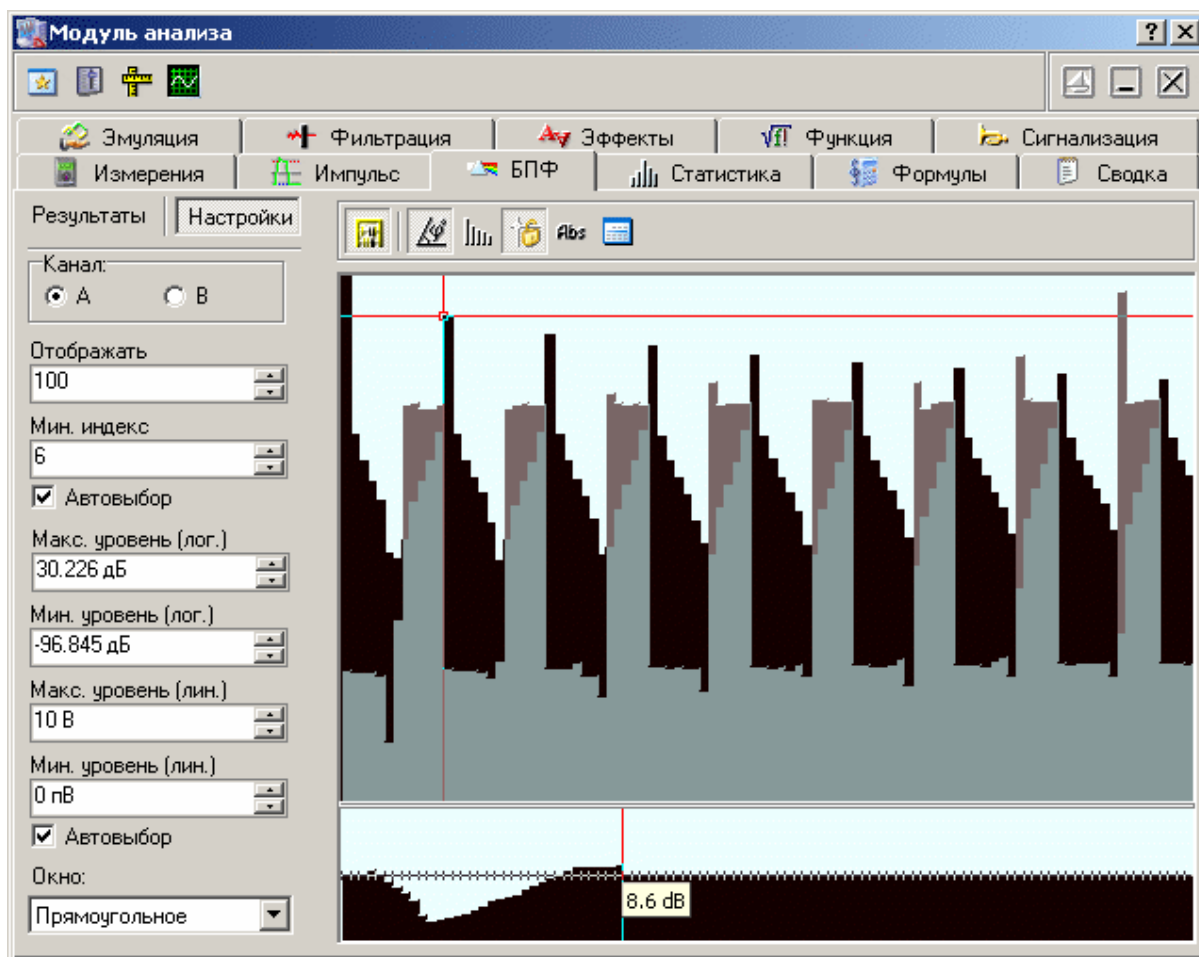 Модуль анализа
Эмуляция Фильтрация Эффекты Функция Сигнализация
Измерения Импульс БПФ Статистика Формулы Сводка
Результаты Настройки
Abs
Канал:
A B
Отображать
100
Мин. индекс
6
Автовыбор
Макс. уровень (лог.)
30.226 дБ
Мин. уровень (лог.)
-96.845 дБ
Макс. уровень (лин.)
10 В
Мин. уровень (лин.)
0 пВ
Автовыбор
Окно:
Прямоугольное
8.6 dB